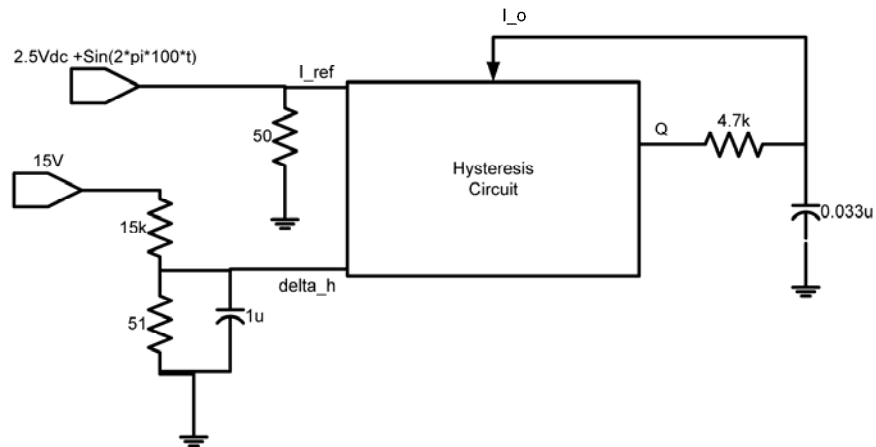 I_o
2.5Vdc +Sin(2*pi*100*t)
I_ref
50
Hysteresis
Circuit
Q
4.7k
0.033u
15V
15k
delta_h
51
1u